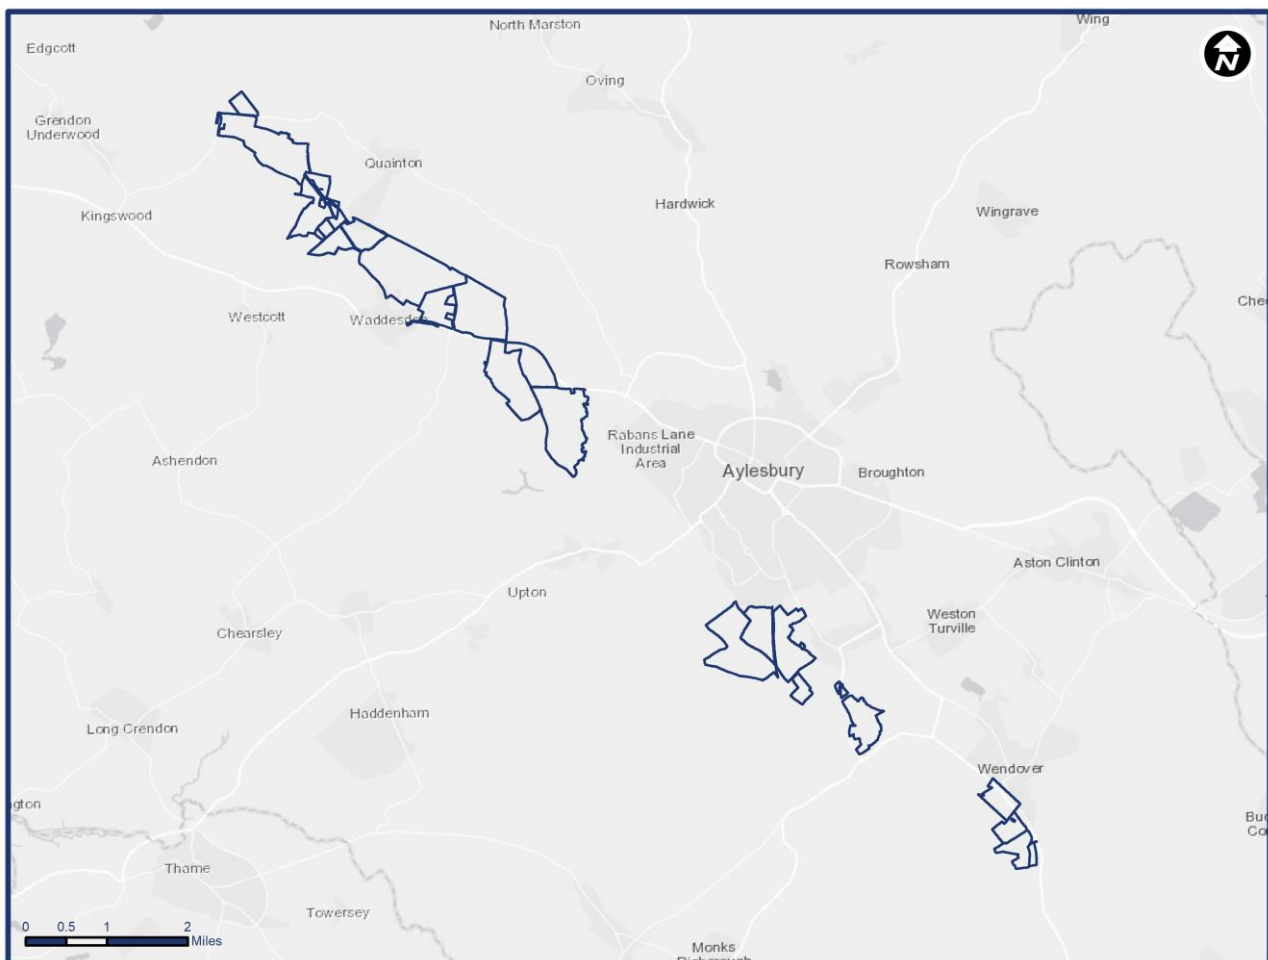 North Marston
Wing
Edgcott
Oving
Grendon
Underwood
Quainton
Hardwick
Kingswood
Wingrave
Rowsham
Westcott
Waddesdon
Rabans Lane
Industrial
Area
Ashendon
Aylesbury
Broughton
Aston Clinton
Upton
Weston
Turville
Chearsley
Haddenham
Long Crendon
Wendover
Thame
Towersey
Monks
N
0 0.5 1 2
Miles